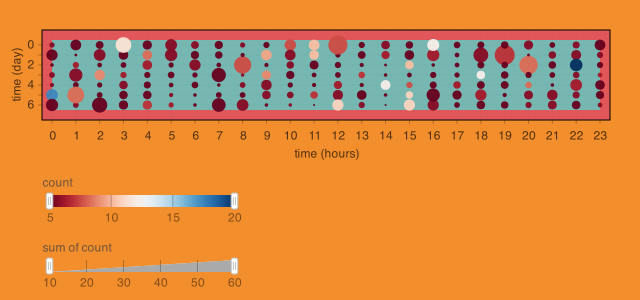 time (day)
0
2
4
6
0 1 2 3 4 5 6 7 8 9 10 11 12 13 14 15 16 17 18 19 20 21 22 23
time (hours)
count
5 10 15 20
sum of count
10 20 30 40 50 60